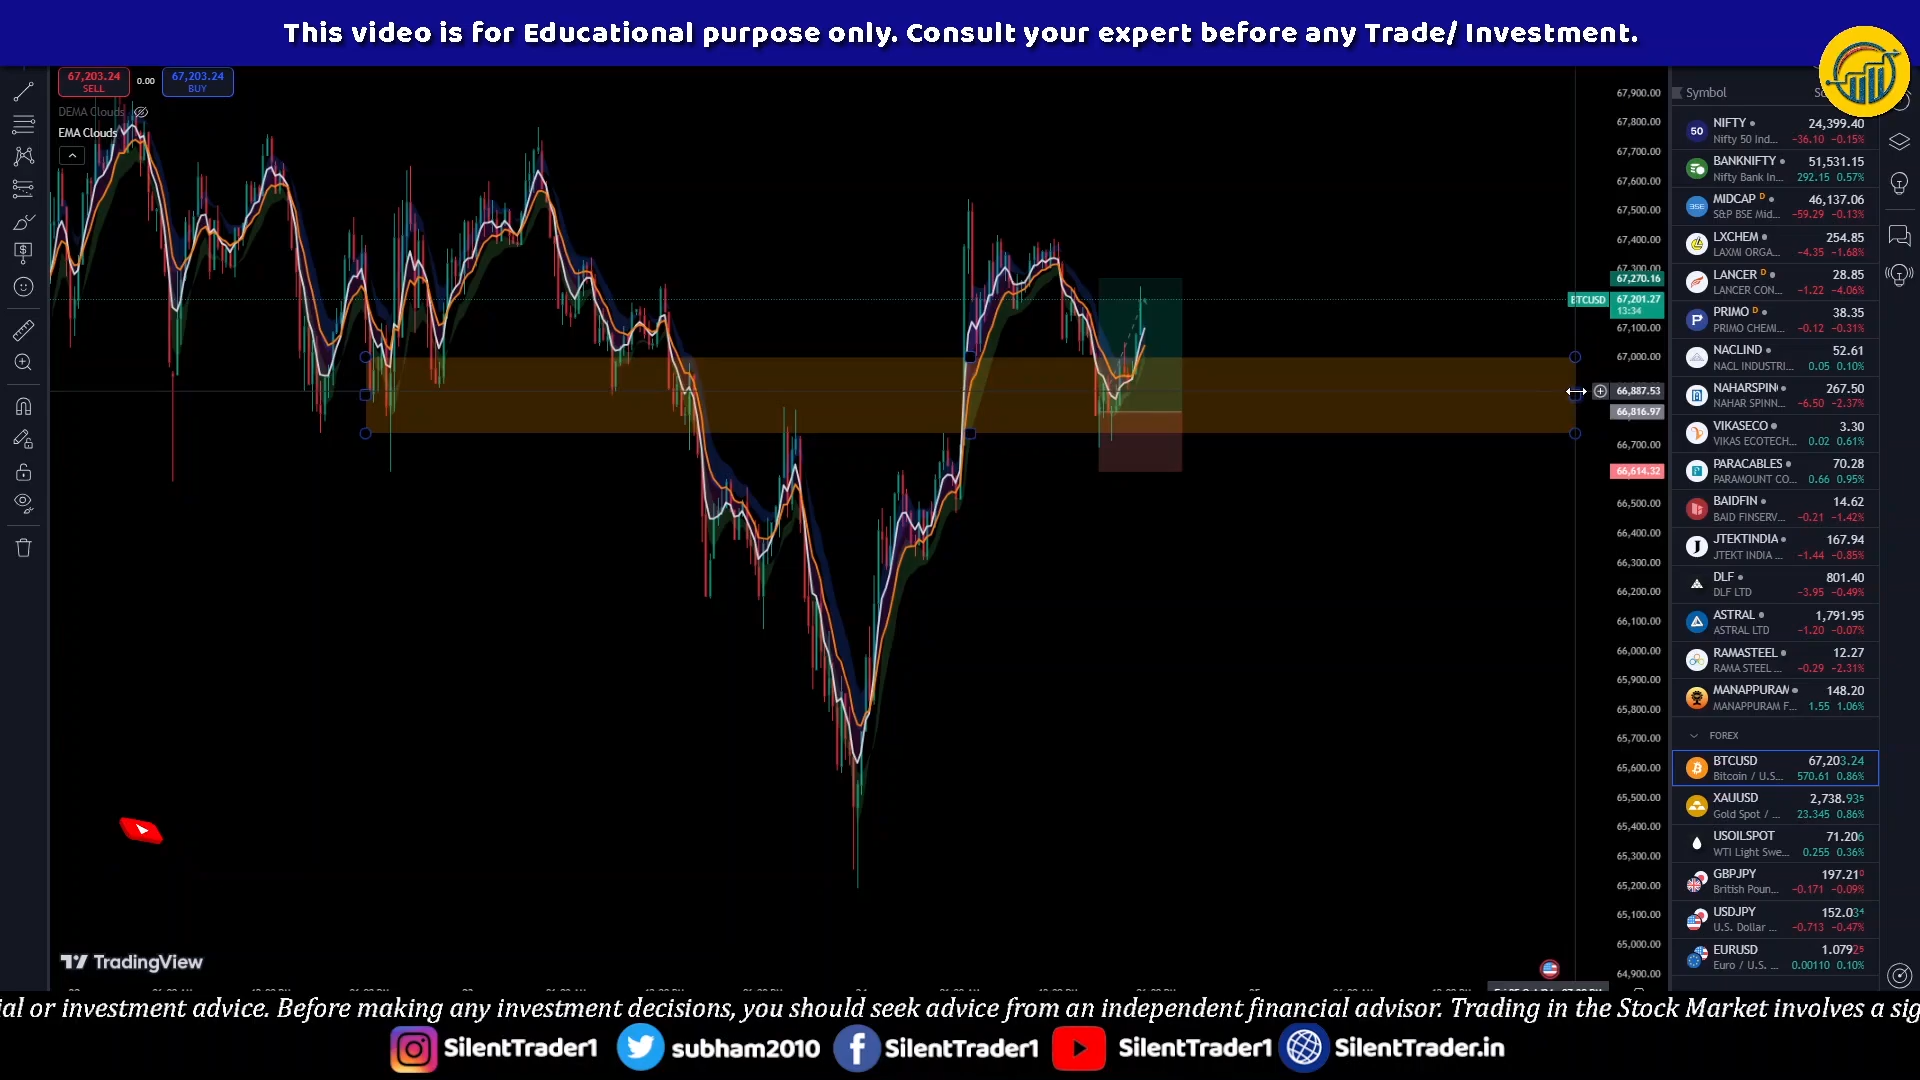 This video is for Educational purpose only. Consult your expert before any Trade/ Investment.
67,203.24
SELL
0.00
67,203.24
BUY
DEMA Clouds
EMA Clouds
67,900.00
67,800.00
67,700.00
67,600.00
67,500.00
67,400.00
67,300.00
67,270.16
BTCUSD
67,201.27
13:34
67,100.00
67,000.00
66,887.53
66,816.97
66,700.00
66,614.32
66,500.00
66,400.00
66,300.00
66,200.00
66,100.00
66,000.00
65,900.00
65,800.00
65,700.00
65,600.00
65,500.00
65,400.00
65,300.00
65,200.00
65,100.00
65,000.00
64,900.00
Symbol
NIFTY 24,399.40
Nifty 50 Ind... −36.10 −0.15%
BANKNIFTY 51,531.15
Nifty Bank In... 292.15 0.57%
MIDCAP D 46,137.06
S&P BSE Mid... −59.29 −0.13%
LXCHEM 254.85
LAXMI ORGA... −4.35 −1.68%
LANCER D 28.85
LANCER CON... −1.22 −4.06%
PRIMO D 38.35
PRIMO CHEMI... −0.12 −0.31%
NACLIND 52.61
NACL INDUSTRI... 0.05 0.10%
NAHARSPIN 267.50
NAHAR SPINN... −6.50 −2.37%
VIKASECO 3.30
VIKAS ECOTECH... 0.02 0.61%
PARACABLES 70.28
PARAMOUNT CO... 0.66 0.95%
BAIDFIN 14.62
BAID FINSERV... −0.21 −1.42%
JTEKTINDIA 167.94
JTEKT INDIA ... −1.44 −0.85%
DLF 801.40
DLF LTD −3.95 −0.49%
ASTRAL 1,791.95
ASTRAL LTD −1.20 −0.07%
RAMASTEEL 12.27
RAMA STEEL ... −0.29 −2.31%
MANAPPURAM 148.20
MANAPPURAM F... 1.55 1.06%
FOREX
BTCUSD 67,203.24
Bitcoin / U.S... 570.61 0.86%
XAUUSD 2,738.935
Gold Spot / ... 23.345 0.86%
USOILSPOT 71.206
WTI Light Swe... 0.255 0.36%
GBPJPY 197.210
British Poun... −0.171 −0.09%
USDJPY 152.034
U.S. Dollar ... −0.713 −0.47%
EURUSD 1.07925
Euro / U.S. ... 0.00110 0.10%
TradingView
ial or investment advice. Before making any investment decisions, you should seek advice from an independent financial advisor. Trading in the Stock Market involves a sig
SilentTrader1 subham2010 SilentTrader1 SilentTrader1 SilentTrader.in